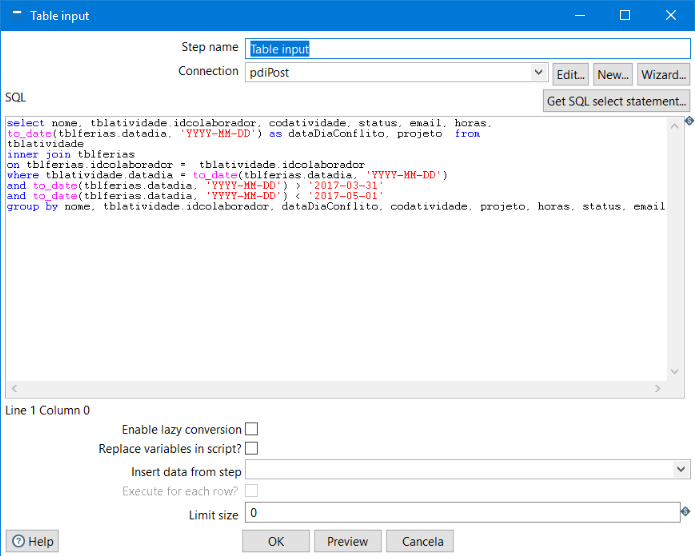 Table input
Step name Table input
Connection pdiPost Edit... New... Wizard...
SQL Get SQL select statement...
select nome, tblatividade.idcolaborador, codatividade, status, email, horas,
to_date(tblferias.datadia, 'YYYY-MM-DD') as dataDiaConflito, projeto  from
tblatividade
inner join tblferias
on tblferias.idcolaborador =  tblatividade.idcolaborador
where tblatividade.datadia = to_date(tblferias.datadia, 'YYYY-MM-DD')
and to_date(tblferias.datadia, 'YYYY-MM-DD') > '2017-03-31'
and to_date(tblferias.datadia, 'YYYY-MM-DD') < '2017-05-01'
group by nome, tblatividade.idcolaborador, dataDiaConflito, codatividade, projeto, horas, status, email
Line 1 Column 0
Enable lazy conversion
Replace variables in script?
Insert data from step
Execute for each row?
Limit size 0
Help OK Preview Cancela